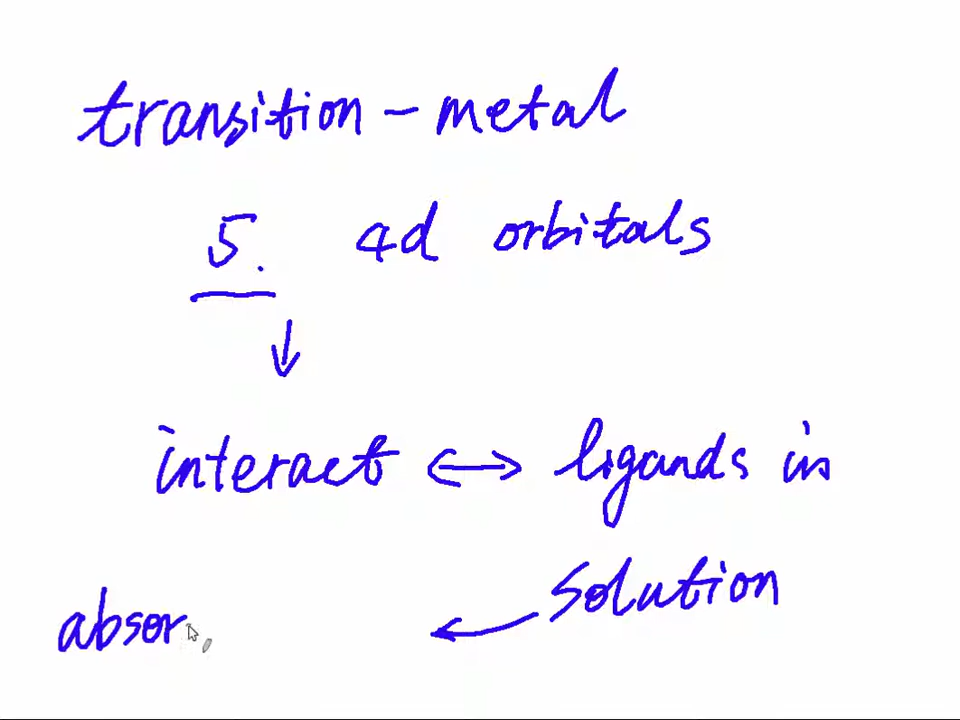 transition-metal
5. 4d orbitals
interact ↔ ligands in
solution
absor